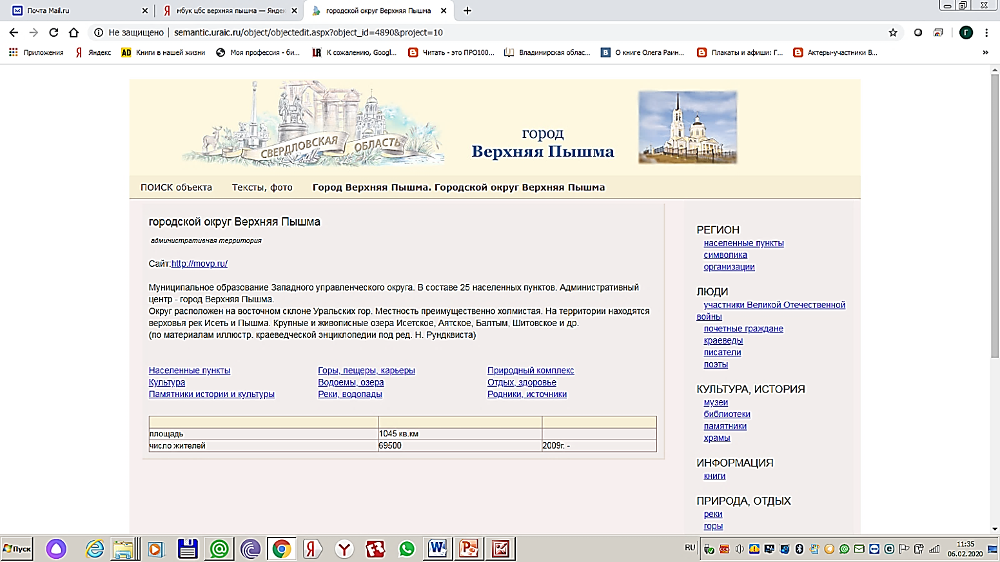 Почта Mail.ru
мбук цбс верхняя пышма — Яндек
городской округ Верхняя Пышма
Не защищено
semantic.uraic.ru/object/objectedit.aspx?object_id=4890&project=10
Приложения
Яндекс
Книги в нашей жизни
Моя профессия - би...
К сожалению, Googl...
Читать - это ПРО100...
Владимирская облас...
О книге Олега Раин...
Плакаты и афиши: Г...
Актеры-участники В...
СВЕРДЛОВСКАЯ ОБЛАСТЬ
город
Верхняя Пышма
ПОИСК объекта
Тексты, фото
Город Верхняя Пышма. Городской округ Верхняя Пышма
городской округ Верхняя Пышма
административная территория
Сайт:http://movp.ru/
Муниципальное образование Западного управленческого округа. В составе 25 населенных пунктов. Административный
центр - город Верхняя Пышма.
Округ расположен на восточном склоне Уральских гор. Местность преимущественно холмистая. На территории находятся
верховья рек Исеть и Пышма. Крупные и живописные озера Исетское, Аятское, Балтым, Шитовское и др.
(по материалам иллюстр. краеведческой энциклопедии под ред. Н. Рундквиста)
Населенные пункты
Горы, пещеры, карьеры
Природный комплекс
Культура
Водоемы, озера
Отдых, здоровье
Памятники истории и культуры
Реки, водопады
Родники, источники
площадь 1045 кв.км
число жителей 69500 2009г. -
РЕГИОН
населенные пункты
символика
организации
ЛЮДИ
участники Великой Отечественной
войны
почетные граждане
краеведы
писатели
поэты
КУЛЬТУРА, ИСТОРИЯ
музеи
библиотеки
памятники
храмы
ИНФОРМАЦИЯ
книги
ПРИРОДА, ОТДЫХ
реки
горы
Пуск
RU
11:35
06.02.2020